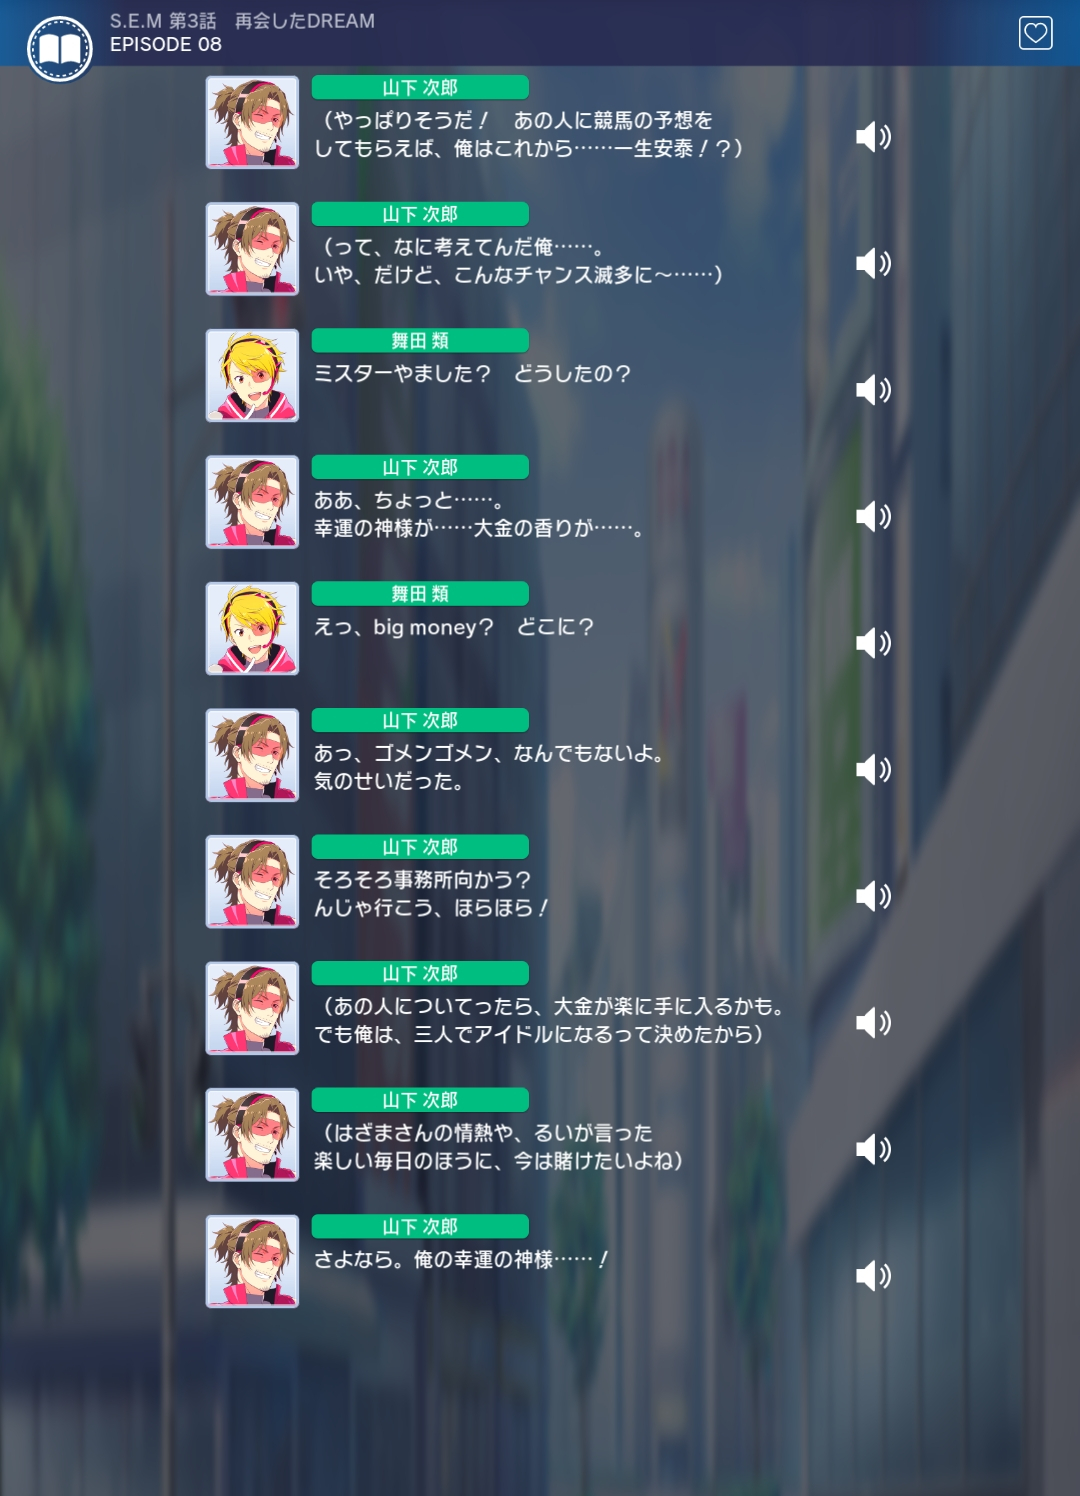 S.E.M 第3話　再会したDREAM
EPISODE 08
山下 次郎
（やっぱりそうだ！　あの人に競馬の予想を
してもらえば、俺はこれから……一生安泰！？）
山下 次郎
（って、なに考えてんだ俺……。
いや、だけど、こんなチャンス滅多に～……）
舞田 類
ミスターやました？　どうしたの？
山下 次郎
ああ、ちょっと……。
幸運の神様が……大金の香りが……。
舞田 類
えっ、big money？　どこに？
山下 次郎
あっ、ゴメンゴメン、なんでもないよ。
気のせいだった。
山下 次郎
そろそろ事務所向かう？
んじゃ行こう、ほらほら！
山下 次郎
（あの人についてったら、大金が楽に手に入るかも。
でも俺は、三人でアイドルになるって決めたから）
山下 次郎
（はざまさんの情熱や、るいが言った
楽しい毎日のほうに、今は賭けたいよね）
山下 次郎
さよなら。俺の幸運の神様……！